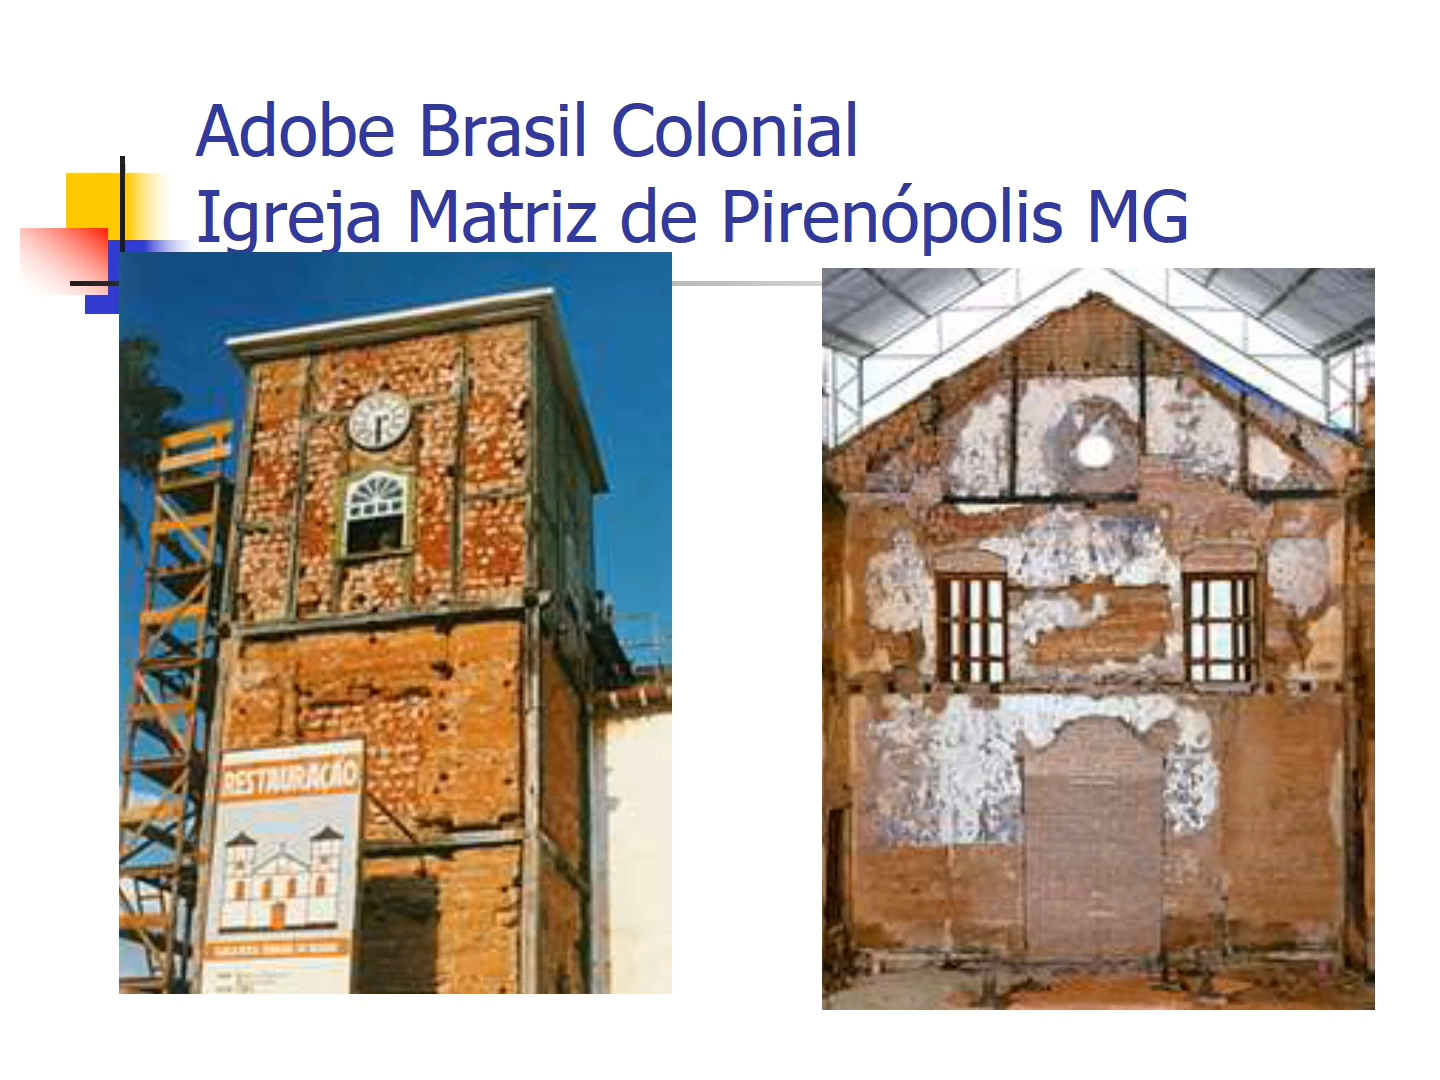 Adobe Brasil Colonial
Igreja Matriz de Pirenópolis MG
RESTAURAÇÃO